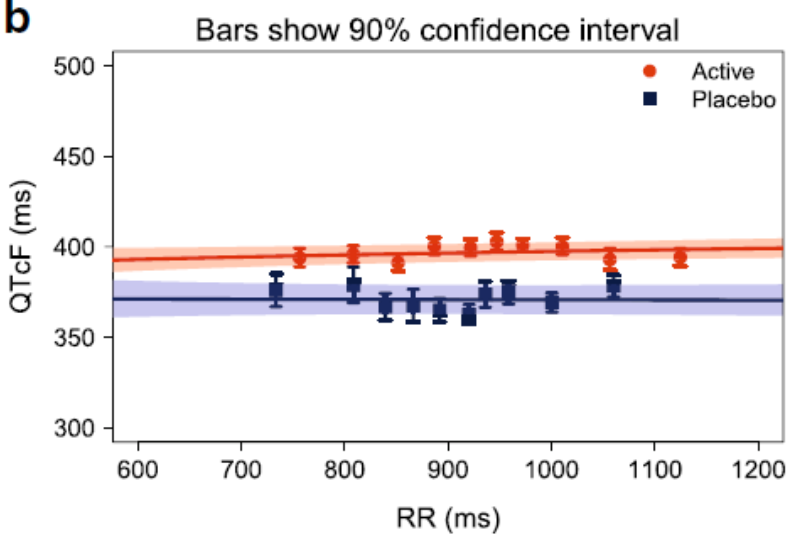 b
Bars show 90% confidence interval
500
450
400
350
300
QTcF (ms)
Active
Placebo
600 700 800 900 1000 1100 1200
RR (ms)